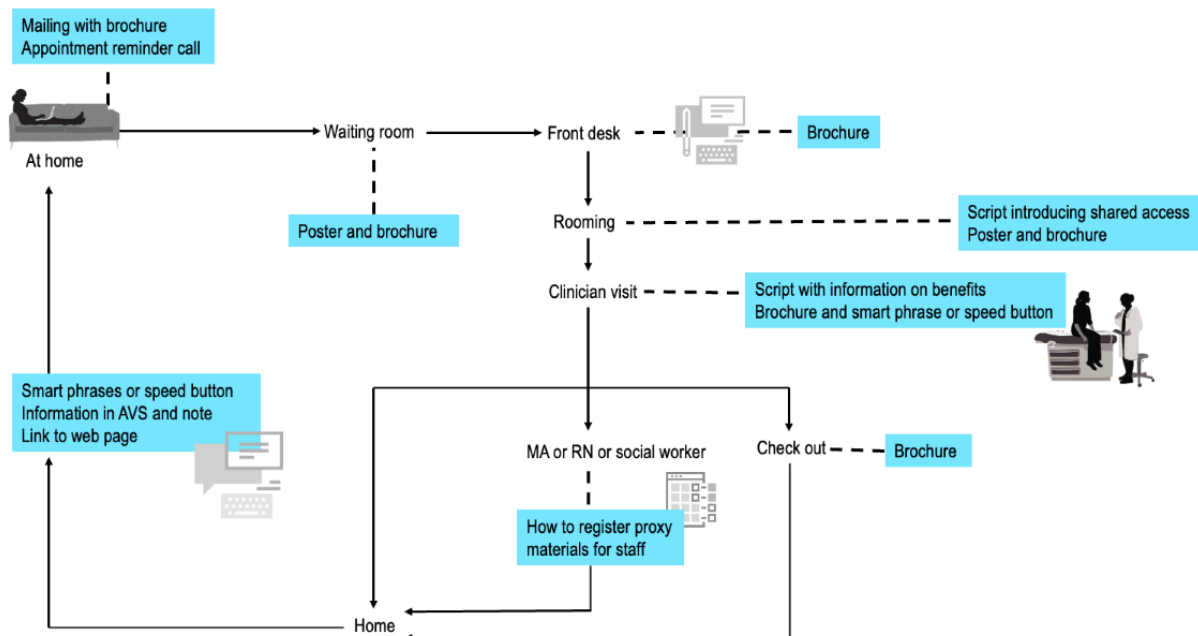 Mailing with brochure
Appointment reminder call
At home
Waiting room
Front desk
Brochure
Poster and brochure
Rooming
Script introducing shared access
Poster and brochure
Clinician visit
Script with information on benefits
Brochure and smart phrase or speed button
Smart phrases or speed button
Information in AVS and note
Link to web page
MA or RN or social worker
Check out
Brochure
How to register proxy
materials for staff
Home